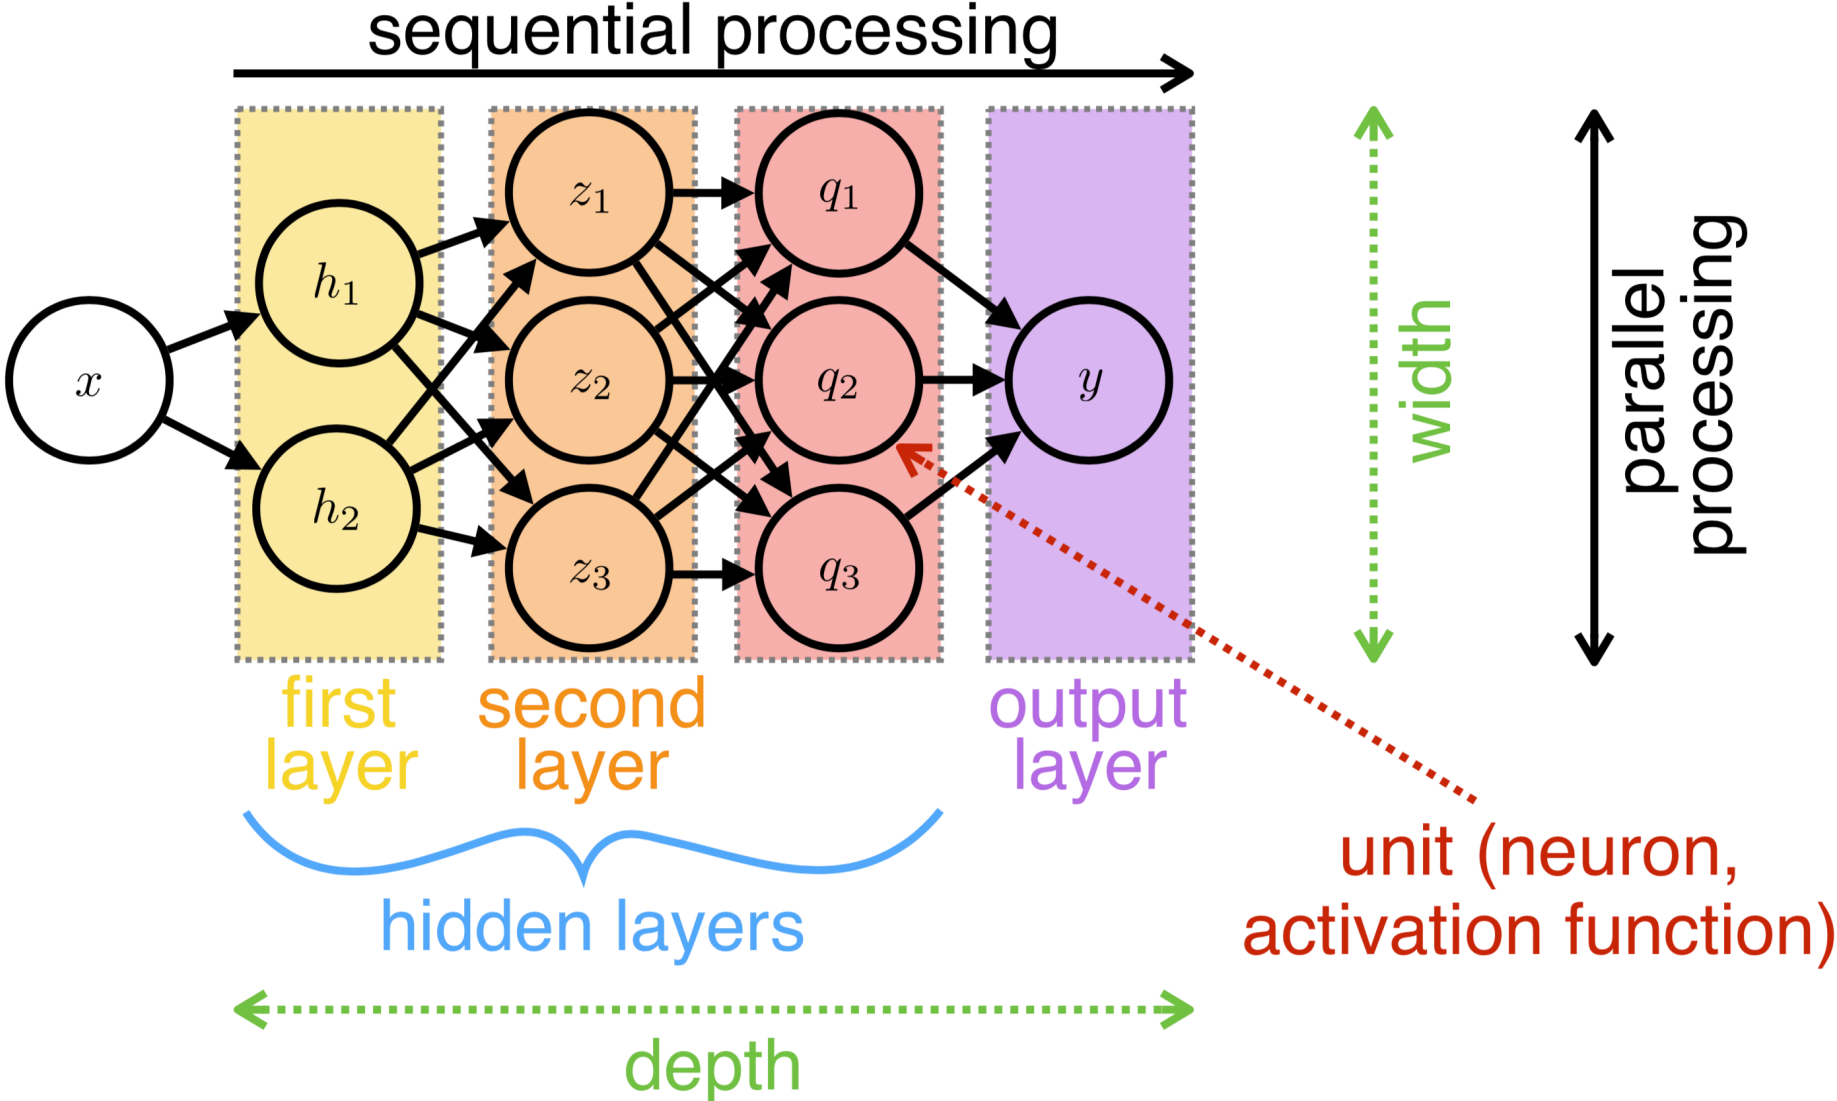 sequential processing
x
h1
h2
z1
z2
z3
q1
q2
q3
y
width
parallel
processing
first
layer
second
layer
output
layer
hidden layers
unit (neuron,
activation function)
depth